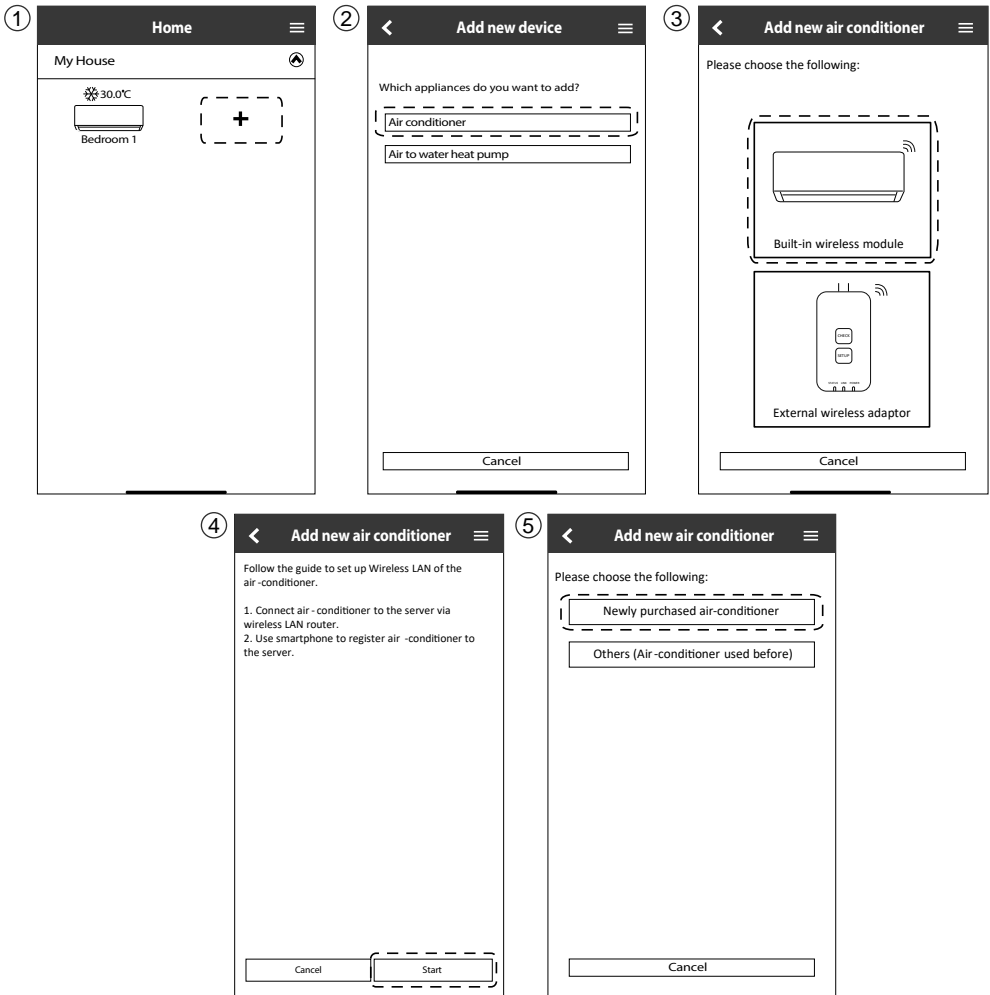 ①
Home
My House
30.0℃
+
Bedroom 1
②
Add new device
Which appliances do you want to add?
Air conditioner
Air to water heat pump
Cancel
③
Add new air conditioner
Please choose the following:
Built-in wireless module
CHECK
SETUP
STATUS LINK POWER
External wireless adaptor
Cancel
④
Add new air conditioner
Follow the guide to set up Wireless LAN of the
air-conditioner.
1. Connect air - conditioner to the server via
wireless LAN router.
2. Use smartphone to register air -conditioner to
the server.
Cancel
Start
⑤
Add new air conditioner
Please choose the following:
Newly purchased air-conditioner
Others (Air-conditioner used before)
Cancel